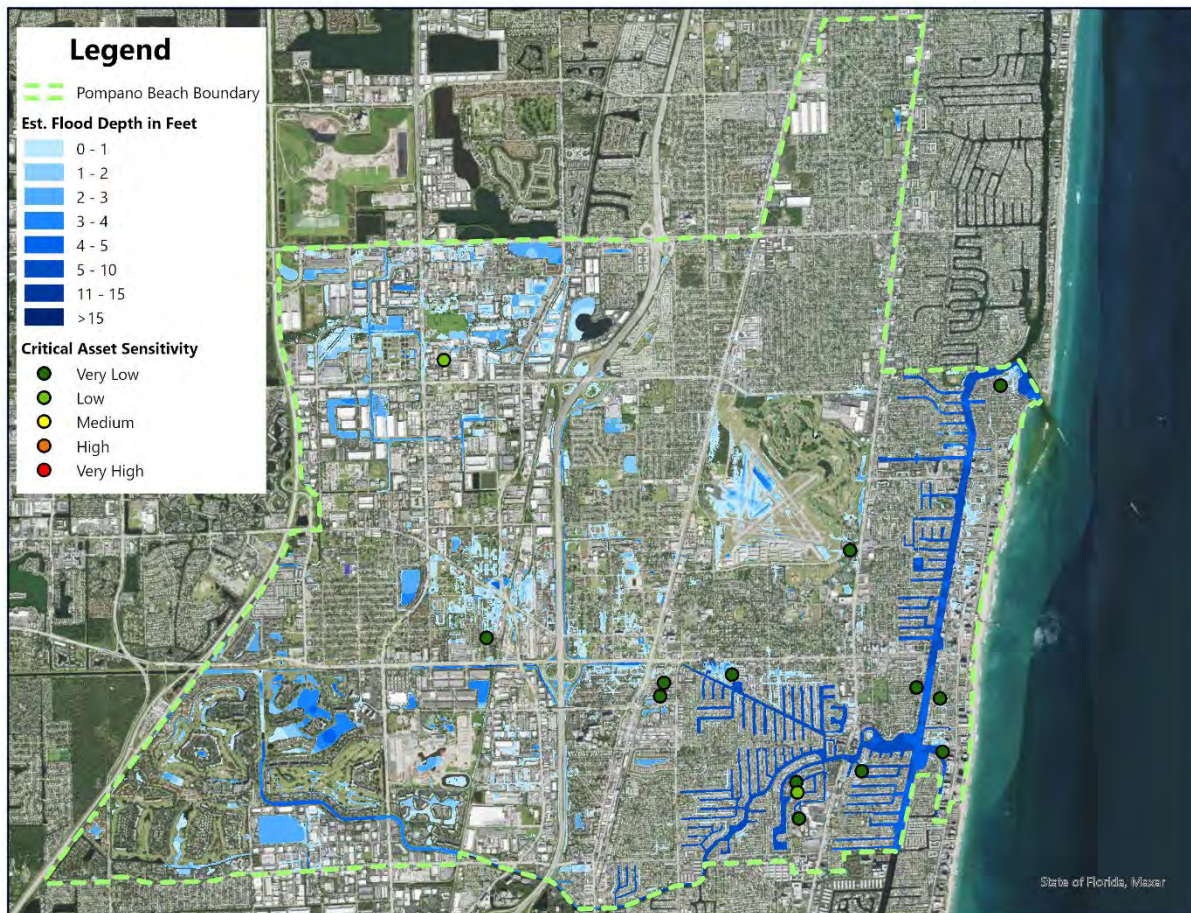 Legend
Pompano Beach Boundary
Est. Flood Depth in Feet
0 - 1
1 - 2
2 - 3
3 - 4
4 - 5
5 - 10
11 - 15
>15
Critical Asset Sensitivity
Very Low
Low
Medium
High
Very High
State of Florida, Maxar